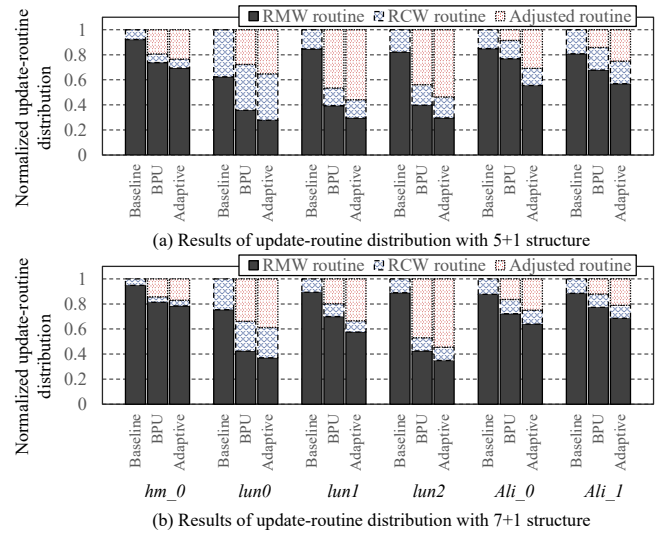 RMW routine RCW routine Adjusted routine
Normalized update-routine
distribution
1
0.8
0.6
0.4
0.2
0
Baseline BPU Adaptive Baseline BPU Adaptive Baseline BPU Adaptive Baseline BPU Adaptive Baseline BPU Adaptive Baseline BPU Adaptive
(a) Results of update-routine distribution with 5+1 structure
RMW routine RCW routine Adjusted routine
Normalized update-routine
distribution
1
0.8
0.6
0.4
0.2
0
Baseline BPU Adaptive Baseline BPU Adaptive Baseline BPU Adaptive Baseline BPU Adaptive Baseline BPU Adaptive Baseline BPU Adaptive
hm_0 lun0 lun1 lun2 Ali_0 Ali_1
(b) Results of update-routine distribution with 7+1 structure